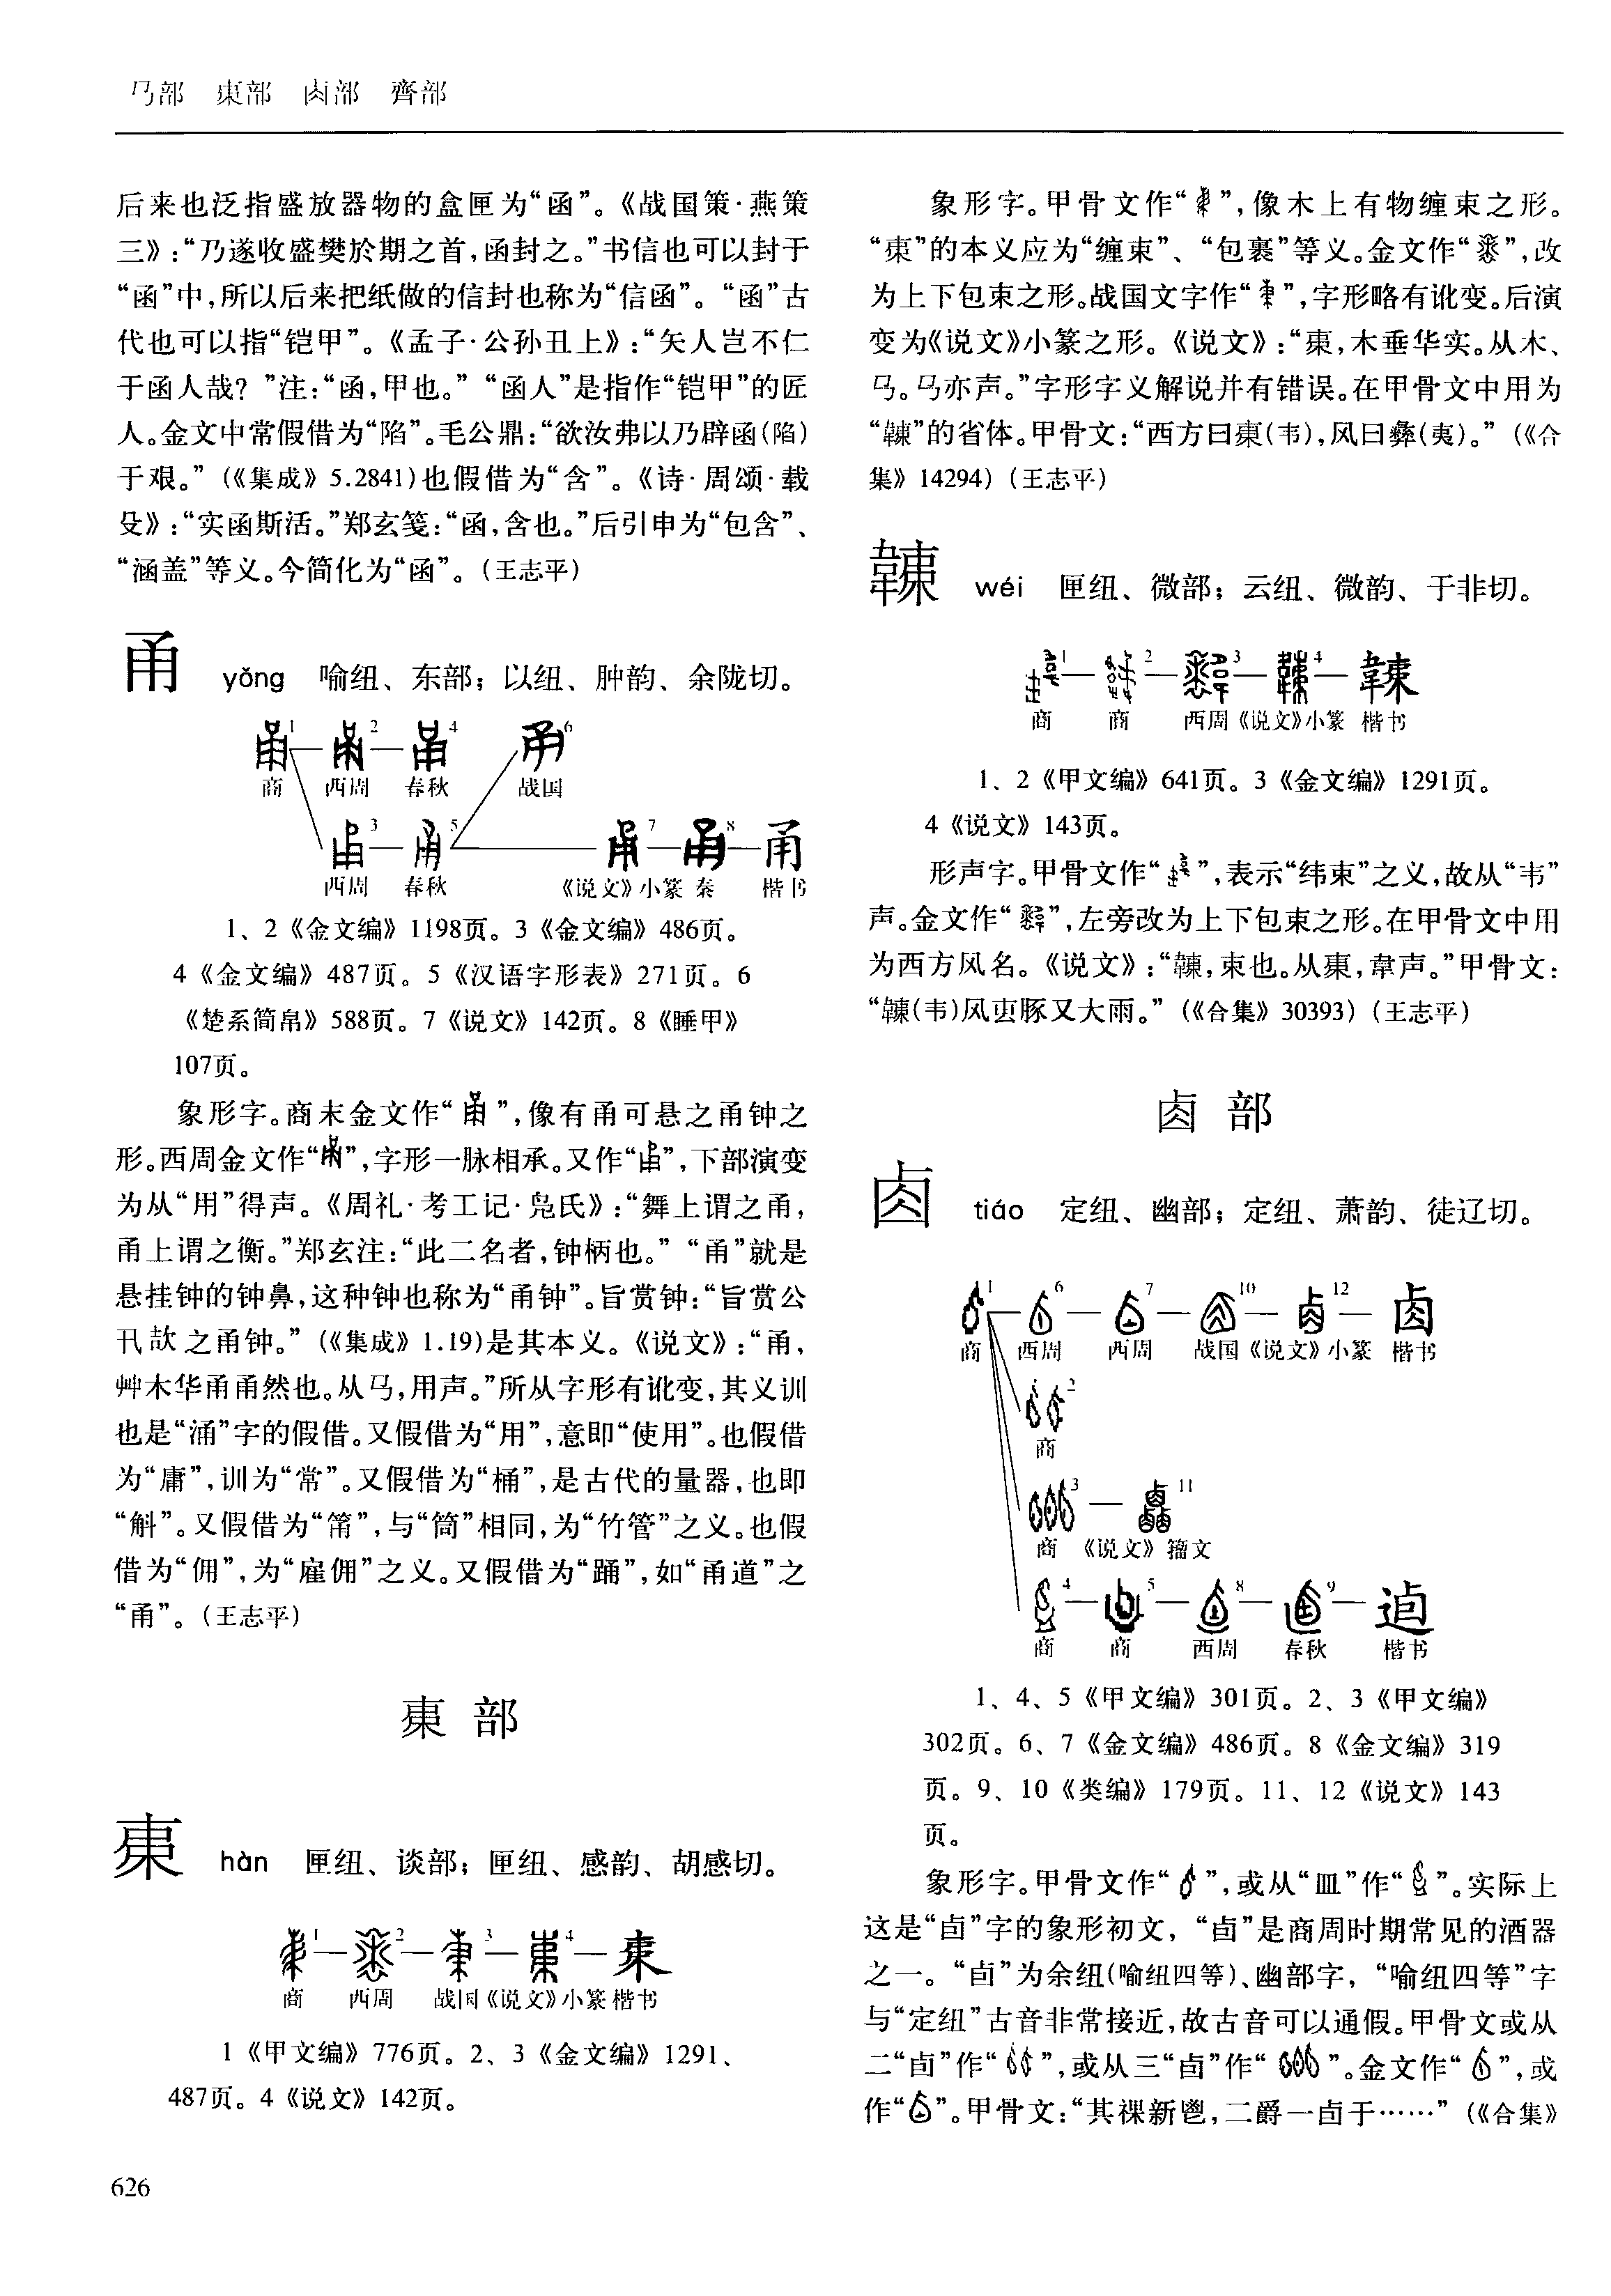 㔾部　㯥部　卤部　齊部
后来也泛指盛放器物的盒匣为“函”。《战国策·燕策
三》:“乃遂收盛樊於期之首,函封之。”书信也可以封于
“函”中,所以后来把纸做的信封也称为“信函”。“函”古
代也可以指“铠甲”。《孟子·公孙丑上》:“矢人岂不仁
于函人哉？”注:“函,甲也。”“函人”是指作“铠甲”的匠
人。金文中常假借为“陷”。毛公鼎:“欲汝弗以乃辟函(陷)
于艰。”(《集成》5.2841)也假借为“含”。《诗·周颂·载
芟》:“实函斯活。”郑玄笺:“函,含也。”后引申为“包含”、
“涵盖”等义。今简化为“函”。(王志平)
甬　yǒng　喻纽、东部；以纽、肿韵、余陇切。
1　2　4　6
商　西周　春秋　战国
3　5　7　8　甬
西周　春秋　《说文》小篆　秦　楷书
1、2《金文编》1198页。3《金文编》486页。
4《金文编》487页。5《汉语字形表》271页。6
《楚系简帛》588页。7《说文》142页。8《睡甲》
107页。
象形字。商末金文作“”,像有甬可悬之甬钟之
形。西周金文作“”,字形一脉相承。又作“”,下部演变
为从“用”得声。《周礼·考工记·凫氏》:“舞上谓之甬,
甬上谓之衡。”郑玄注:“此二名者,钟柄也。”“甬”就是
悬挂钟的钟鼻,这种钟也称为“甬钟”。旨赏钟:“旨赏公
之甬钟。”(《集成》1.19)是其本义。《说文》:“甬,
艸木华甬甬然也。从𢎘,用声。”所从字形有讹变,其义训
也是“涌”字的假借。又假借为“用”,意即“使用”。也假借
为“庸”,训为“常”。又假借为“桶”,是古代的量器,也即
“斛”。又假借为“筩”,与“筒”相同,为“竹管”之义。也假
借为“佣”,为“雇佣”之义。又假借为“踊”,如“甬道”之
“甬”。(王志平)
㯥 部
㯥　hàn　匣纽、谈部；匣纽、感韵、胡感切。
1　2　3　4　㯥
商　西周　战国　《说文》小篆　楷书
1《甲文编》776页。2、3《金文编》1291、
487页。4《说文》142页。
象形字。甲骨文作“”,像木上有物缠束之形。
“㯥”的本义应为“缠束”、“包裹”等义。金文作“”,改
为上下包束之形。战国文字作“”,字形略有讹变。后演
变为《说文》小篆之形。《说文》:“㯥,木垂华实。从木、
𢎘。𢎘亦声。”字形字义解说并有错误。在甲骨文中用为
“𣠻”的省体。甲骨文:“西方曰㯥(韦),风曰彝(夷)。”(《合
集》14294)(王志平)
𣠻　wéi　匣纽、微部；云纽、微韵、于非切。
1　2　3　4　𣠻
商　商　西周　《说文》小篆　楷书
1、2《甲文编》641页。3《金文编》1291页。
4《说文》143页。
形声字。甲骨文作“”,表示“纬束”之义,故从“韦”
声。金文作“”,左旁改为上下包束之形。在甲骨文中用
为西方风名。《说文》:“𣠻,束也。从㯥,韋声。”甲骨文:
“𣠻(韦)风叀豚又大雨。”(《合集》30393)(王志平)
卤 部
卤　tiáo　定纽、幽部；定纽、萧韵、徒辽切。
1　6　7　10　12　卤
商　西周　西周　战国　《说文》小篆　楷书
2
商
3　11
商　《说文》籀文
4　5　8　9　逌
商　商　西周　春秋　楷书
1、4、5《甲文编》301页。2、3《甲文编》
302页。6、7《金文编》486页。8《金文编》319
页。9、10《类编》179页。11、12《说文》143
页。
象形字。甲骨文作“”,或从“皿”作“”。实际上
这是“卣”字的象形初文,“卣”是商周时期常见的酒器
之一。“卣”为余纽(喻纽四等)、幽部字,“喻纽四等”字
与“定纽”古音非常接近,故古音可以通假。甲骨文或从
二“卣”作“”,或从三“卣”作“”。金文作“”,或
作“”。甲骨文:“其祼新鬯,二爵一卣于……”(《合集》
626